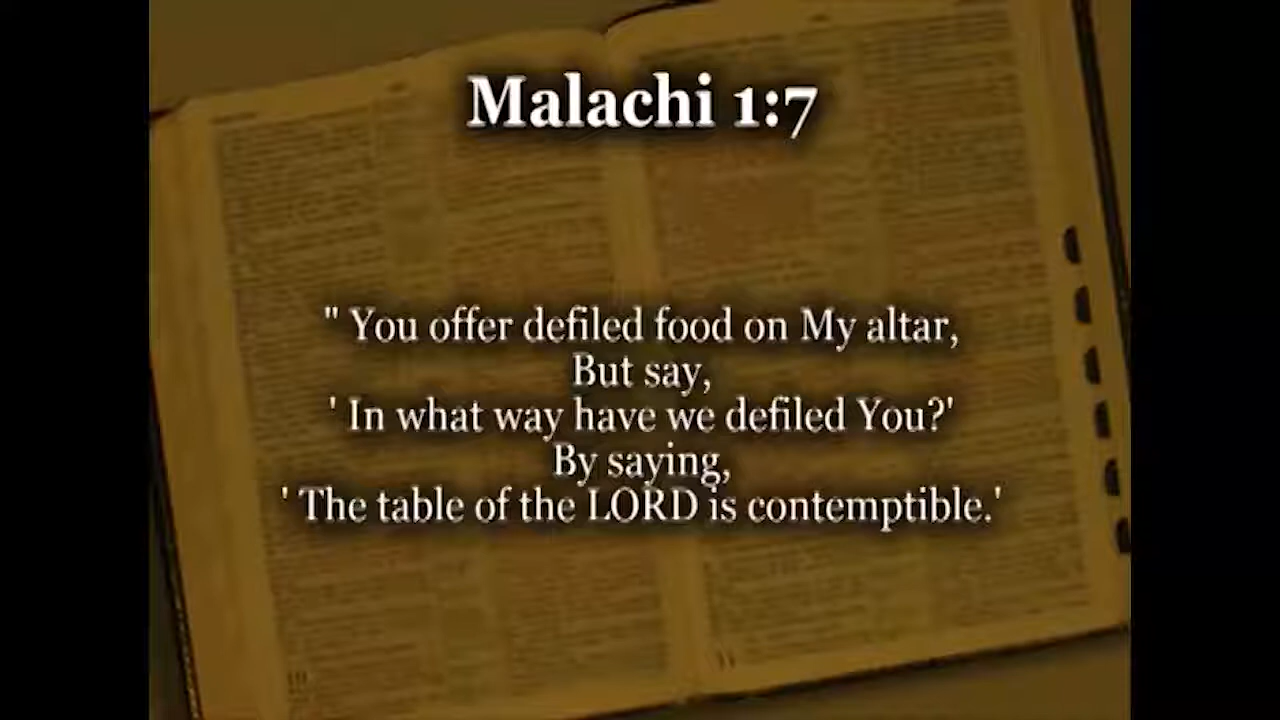 Malachi 1:7
" You offer defiled food on My altar,
But say,
' In what way have we defiled You?'
By saying,
' The table of the LORD is contemptible.'